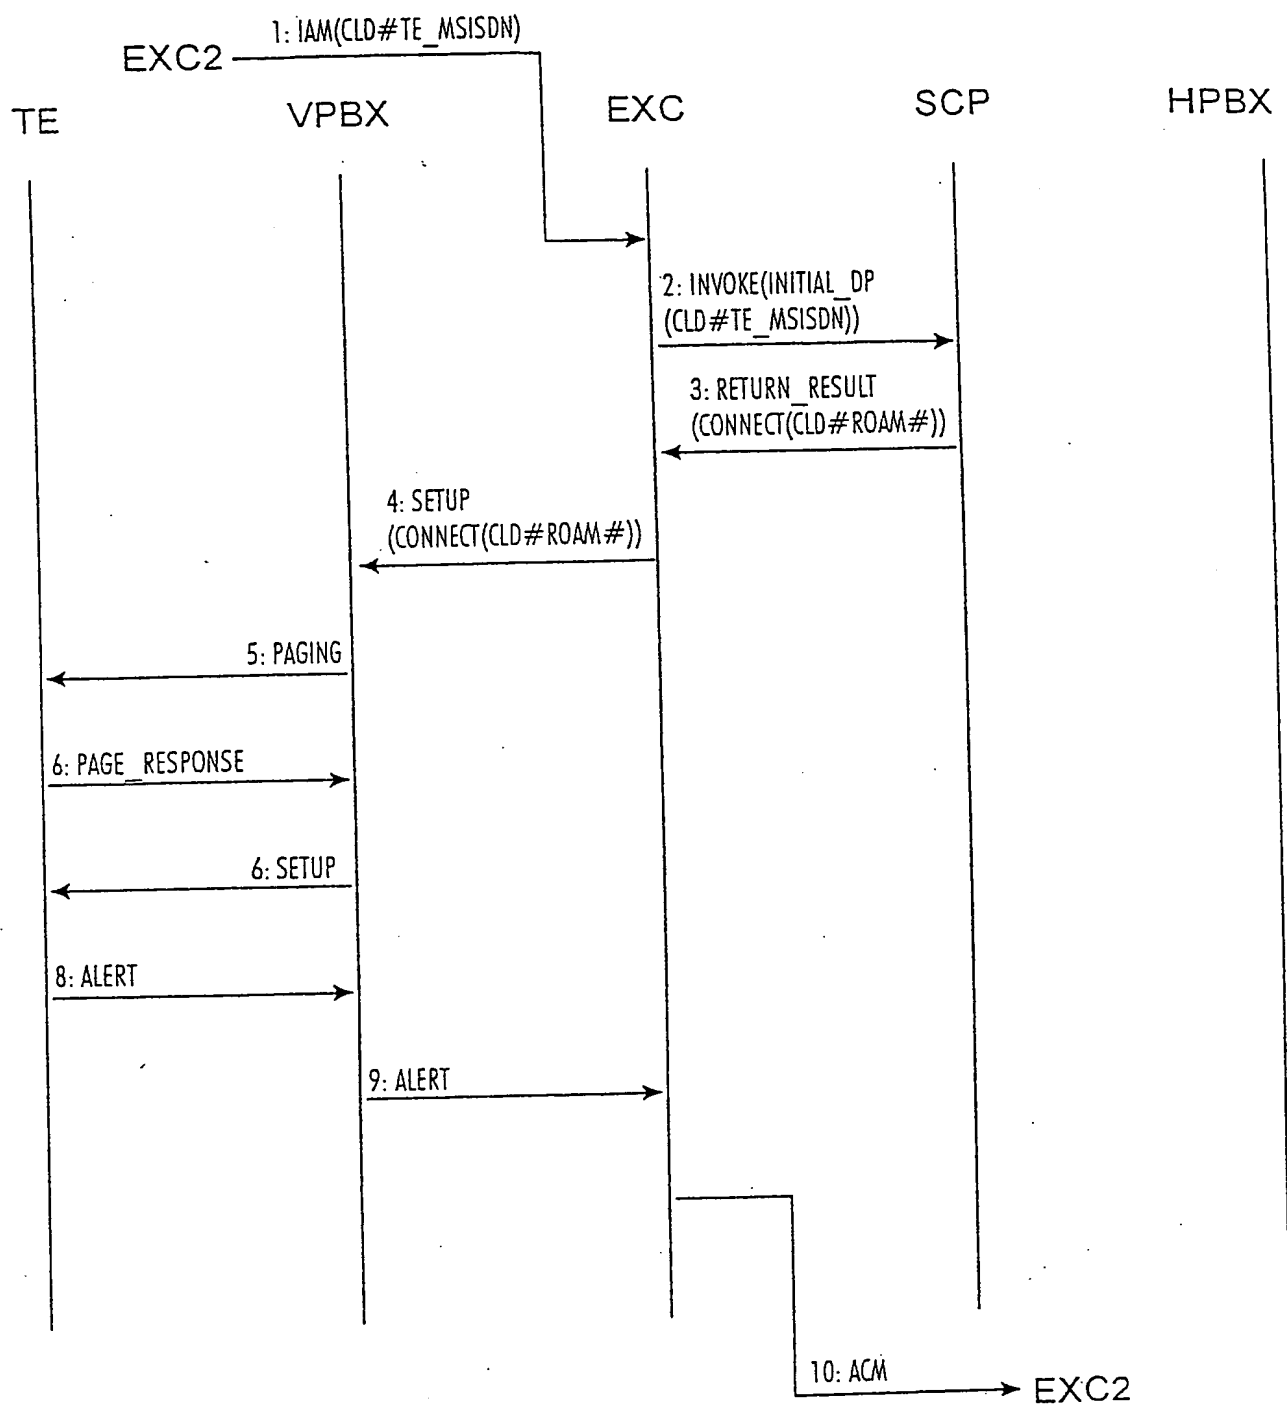 1: IAM(CLD#TE_MSISDN)
EXC2
TE VPBX EXC SCP HPBX
2: INVOKE(INITIAL_DP
(CLD#TE_MSISDN))
3: RETURN_RESULT
(CONNECT(CLD#ROAM#))
4: SETUP
(CONNECT(CLD#ROAM#))
5: PAGING
6: PAGE_RESPONSE
6: SETUP
8: ALERT
9: ALERT
10: ACM
EXC2